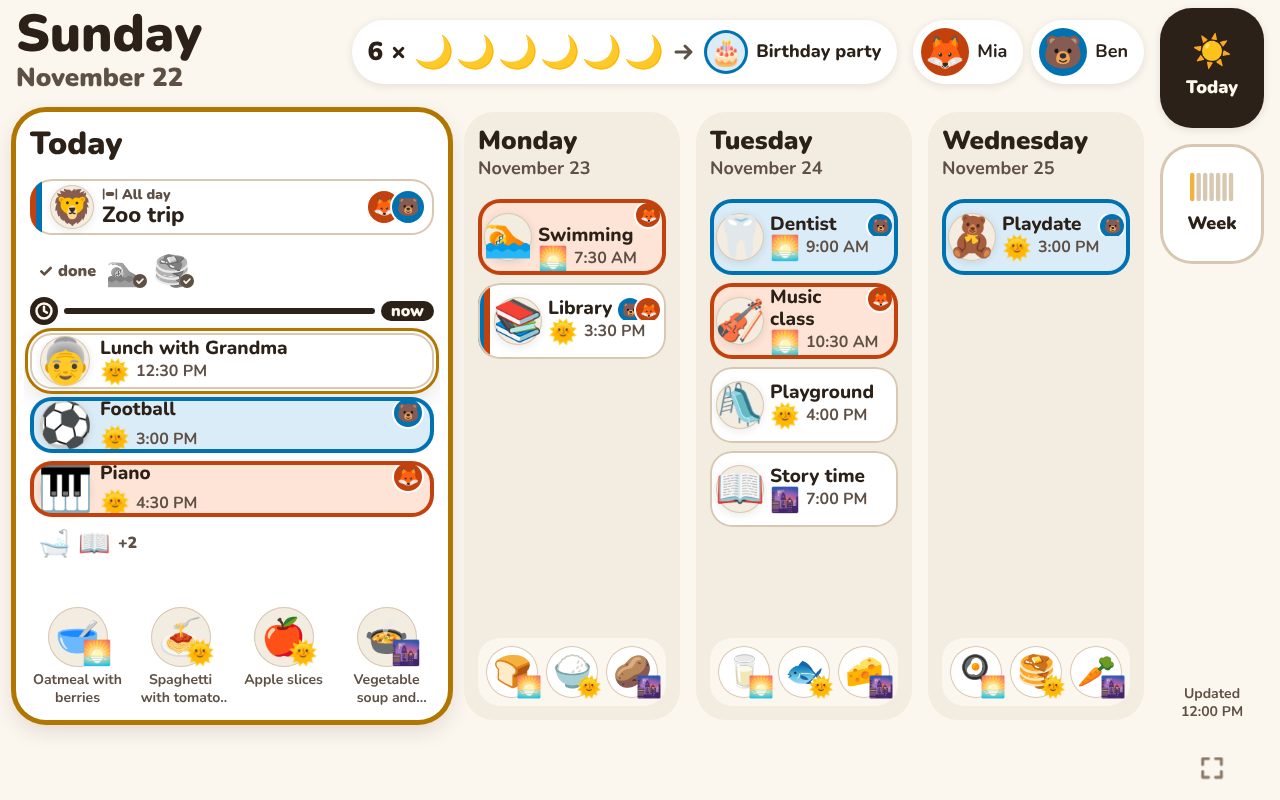 Sunday
November 22
6 ×
→
Birthday party
Mia
Ben
Today
Week
Today
All day
Zoo trip
✓ done
now
Lunch with Grandma
12:30 PM
Football
3:00 PM
Piano
4:30 PM
+2
Oatmeal with
berries
Spaghetti
with tomato..
Apple slices
Vegetable
soup and...
Monday
November 23
Swimming
7:30 AM
Library
3:30 PM
Tuesday
November 24
Dentist
9:00 AM
Music
class
10:30 AM
Playground
4:00 PM
Story time
7:00 PM
Wednesday
November 25
Playdate
3:00 PM
Updated
12:00 PM